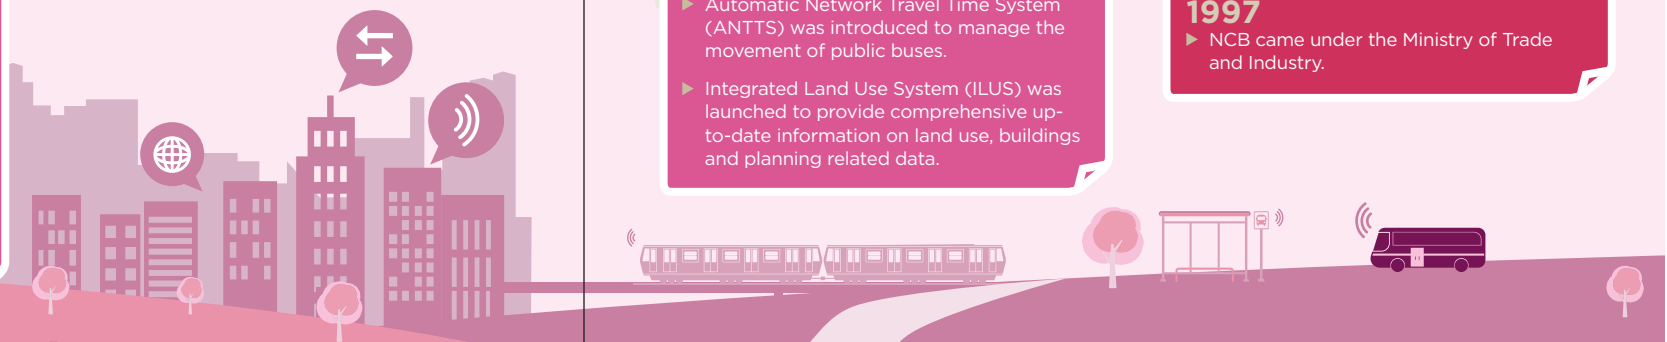 Automatic Network Travel Time System
(ANTTS) was introduced to manage the
movement of public buses.
Integrated Land Use System (ILUS) was
launched to provide comprehensive up-
to-date information on land use, buildings
and planning related data.
1997
NCB came under the Ministry of Trade
and Industry.